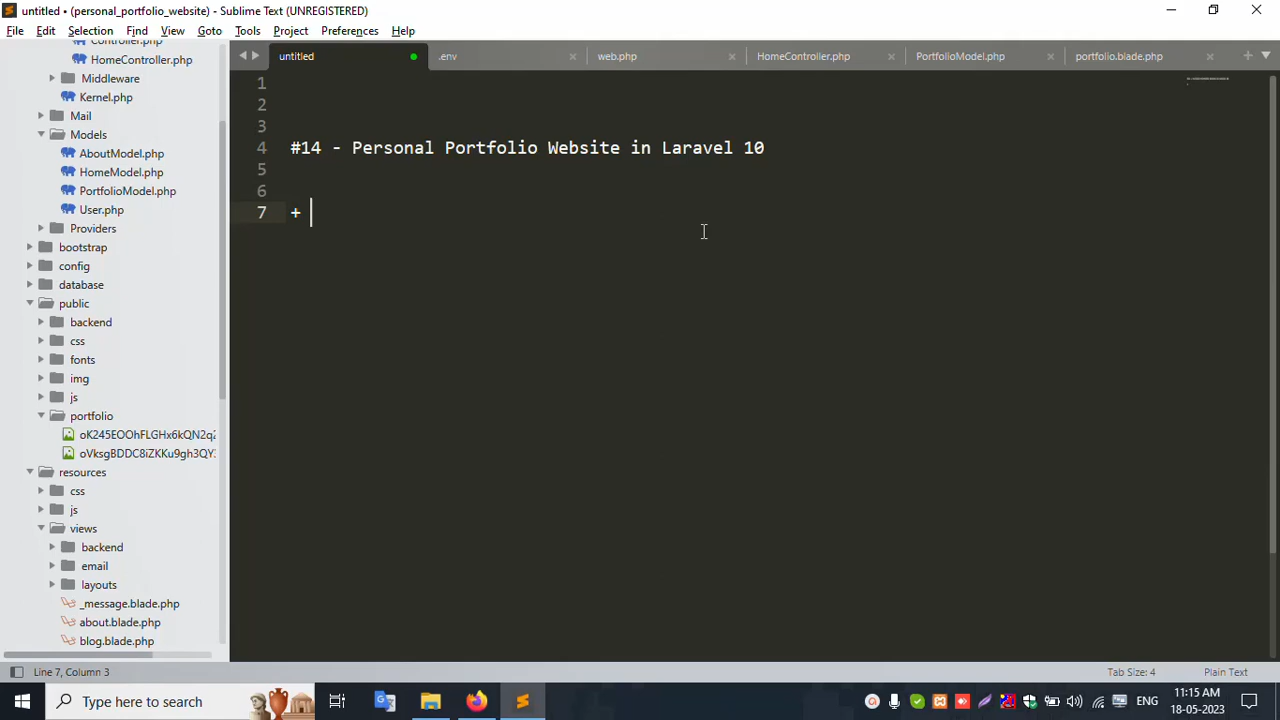 untitled • (personal_portfolio_website) - Sublime Text (UNREGISTERED)
File Edit Selection Find View Goto Tools Project Preferences Help
untitled .env web.php HomeController.php PortfolioModel.php portfolio.blade.php
Controller.php
HomeController.php
Middleware
Kernel.php
Mail
Models
AboutModel.php
HomeModel.php
PortfolioModel.php
User.php
Providers
bootstrap
config
database
public
backend
css
fonts
img
js
portfolio
resources
css
js
views
backend
email
layouts
_message.blade.php
about.blade.php
blog.blade.php
1
2
3
4 #14 - Personal Portfolio Website in Laravel 10
5
6
7 +
Line 7, Column 3 Tab Size: 4 Plain Text
Type here to search
ENG
11:15 AM
18-05-2023